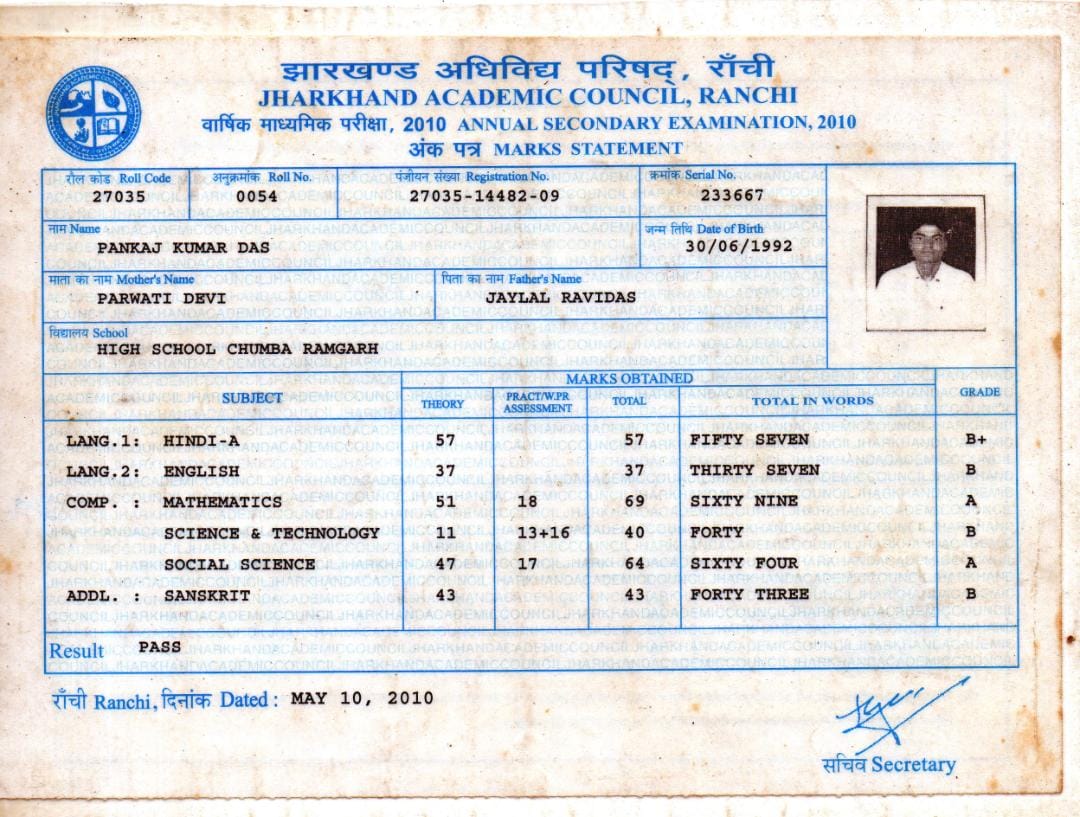 झारखण्ड अधिविद्य परिषद्, राँची
JHARKHAND ACADEMIC COUNCIL, RANCHI
वार्षिक माध्यमिक परीक्षा, 2010 ANNUAL SECONDARY EXAMINATION, 2010
अंक पत्र MARKS STATEMENT
रौल कोड Roll Code अनुक्रमांक Roll No. पंजीयन संख्या Registration No. क्रमांक Serial No.
27035 0054 27035-14482-09 233667
नाम Name जन्म तिथि Date of Birth
PANKAJ KUMAR DAS 30/06/1992
माता का नाम Mother's Name पिता का नाम Father's Name
PARWATI DEVI JAYLAL RAVIDAS
विद्यालय School
HIGH SCHOOL CHUMBA RAMGARH
MARKS OBTAINED
SUBJECT THEORY PRACT/W.PR ASSESSMENT TOTAL TOTAL IN WORDS GRADE
LANG.1: HINDI-A 57 57 FIFTY SEVEN B+
LANG.2: ENGLISH 37 37 THIRTY SEVEN B
COMP . : MATHEMATICS 51 18 69 SIXTY NINE A
SCIENCE & TECHNOLOGY 11 13+16 40 FORTY B
SOCIAL SCIENCE 47 17 64 SIXTY FOUR A
ADDL. : SANSKRIT 43 43 FORTY THREE B
Result PASS
राँची Ranchi, दिनांक Dated : MAY 10, 2010
सचिव Secretary